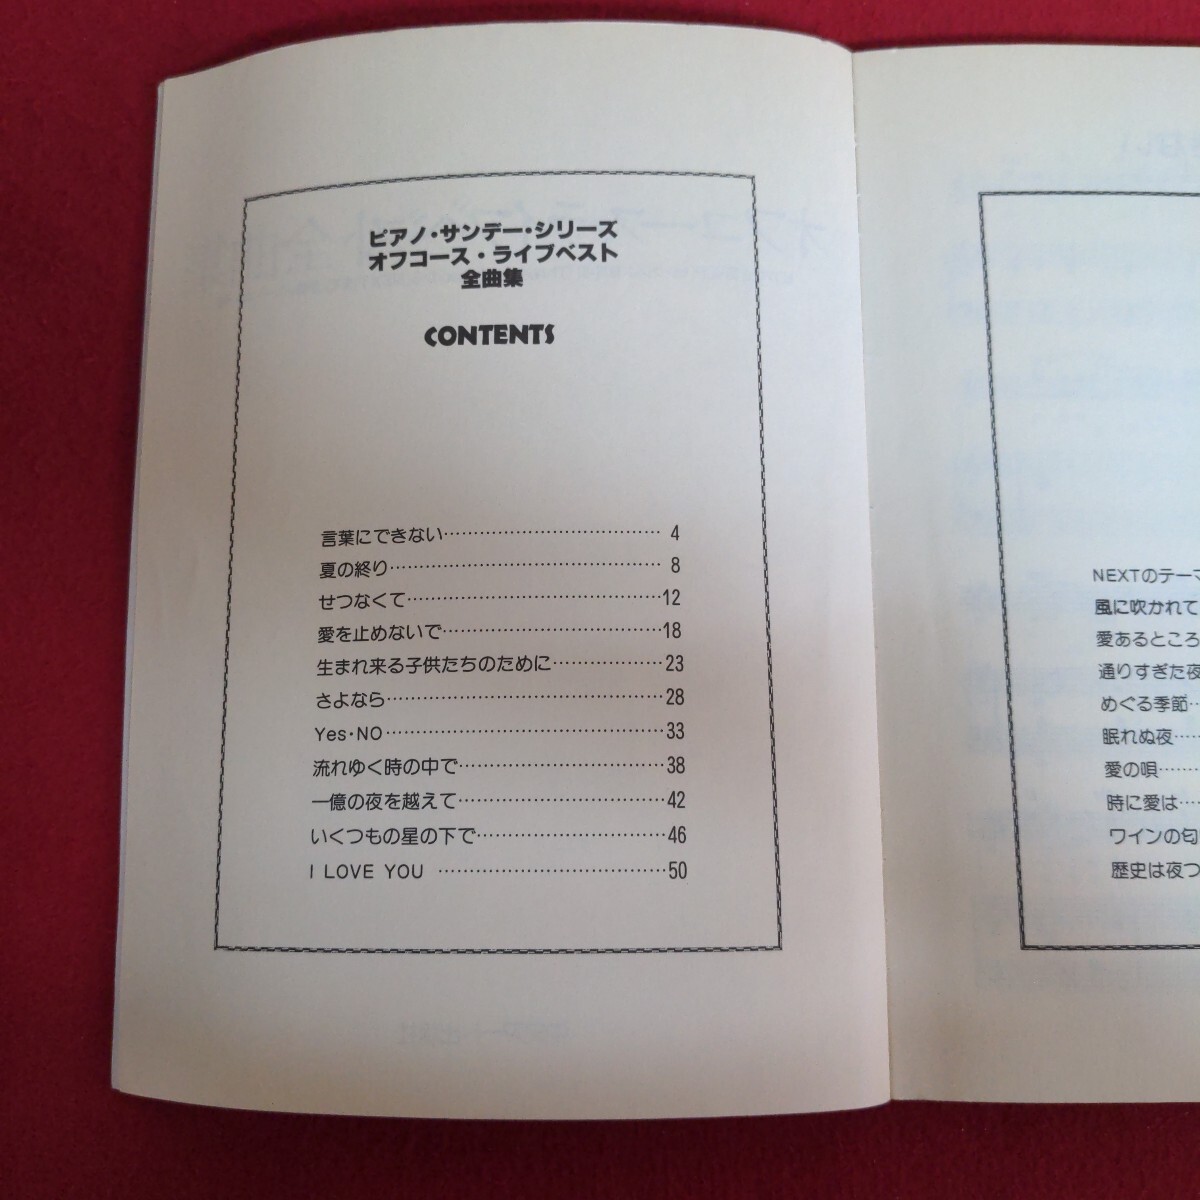 ピアノ・サンデー・シリーズ
オフコース・ライブベスト
全曲集
CONTENTS
言葉にできない………………………………4
夏の終り………………………………………8
せつなくて……………………………………12
愛を止めないで………………………………18
生まれ来る子供たちのために………………23
さよなら………………………………………28
Yes・NO………………………………………33
流れゆく時の中で……………………………38
一億の夜を越えて……………………………42
いくつもの星の下で…………………………46
I LOVE YOU ………………………………50
NEXTのテーマ
風に吹かれて
愛あるところ
通りすぎた夜
めぐる季節…
眠れぬ夜……
愛の唄………
時に愛は……
ワインの匂
歴史は夜つ